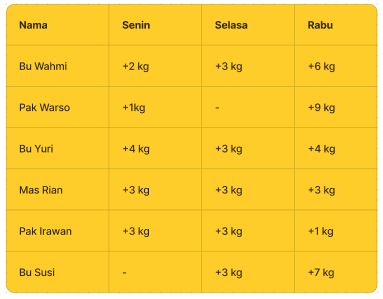 Nama Senin Selasa Rabu
Bu Wahmi +2 kg +3 kg +6 kg
Pak Warso +1kg - +9 kg
Bu Yuri +4 kg +3 kg +4 kg
Mas Rian +3 kg +3 kg +3 kg
Pak Irawan +3 kg +3 kg +1 kg
Bu Susi - +3 kg +7 kg